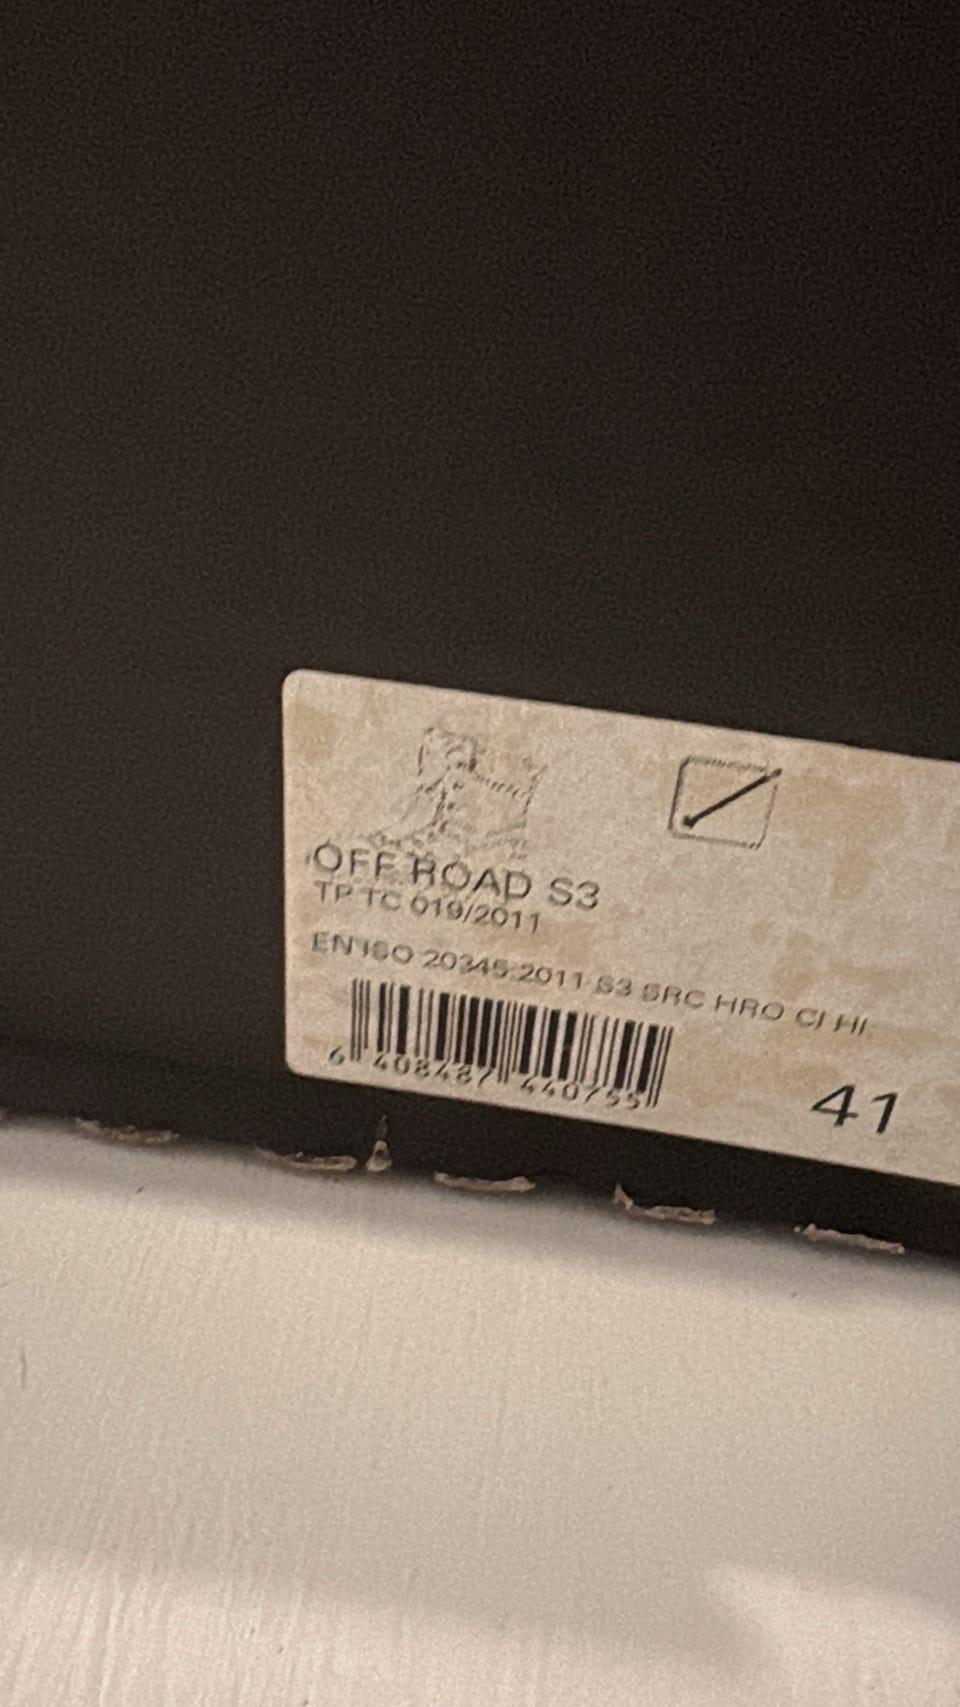 OFF ROAD S3
TP TC 019/2011
EN ISO 20345:2011 S3 SRC HRO CI HI
6 408487 440755
41